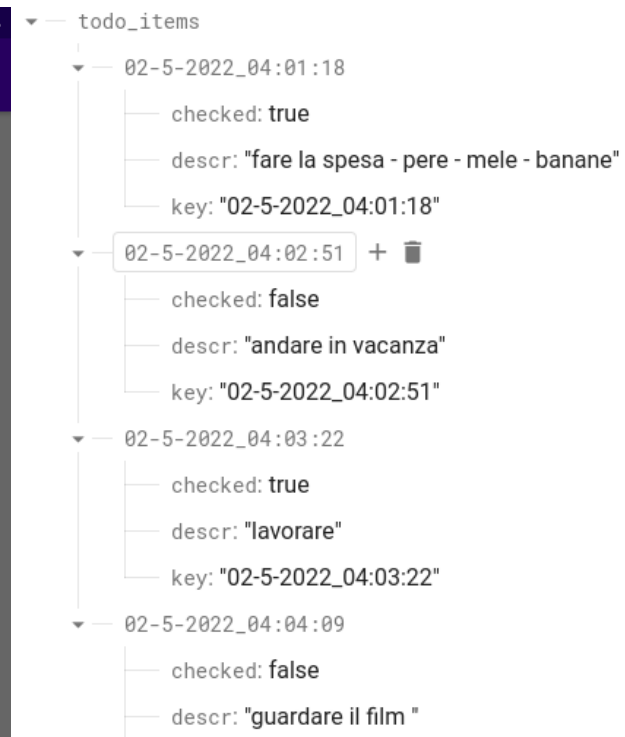 todo_items
02-5-2022_04:01:18
checked: true
descr: "fare la spesa - pere - mele - banane"
key: "02-5-2022_04:01:18"
02-5-2022_04:02:51
checked: false
descr: "andare in vacanza"
key: "02-5-2022_04:02:51"
02-5-2022_04:03:22
checked: true
descr: "lavorare"
key: "02-5-2022_04:03:22"
02-5-2022_04:04:09
checked: false
descr: "guardare il film "